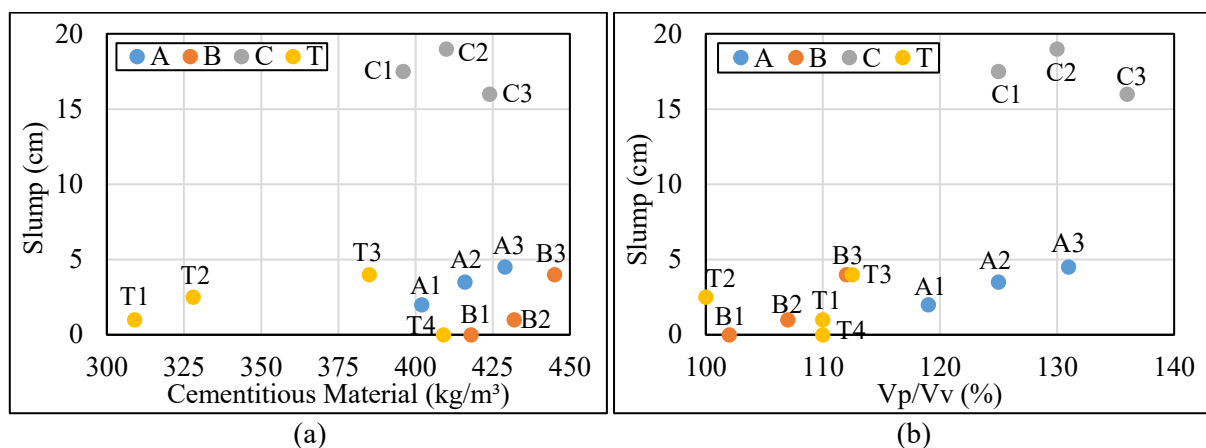 20
15
10
5
0
Slump (cm)
A B C T
C1
C2
C3
T1
T2
T3
T4
A1
A2
A3
B1
B2
B3
300 325 350 375 400 425 450
Cementitious Material (kg/m³)
(a)
20
15
10
5
0
Slump (cm)
A B C T
C1
C2
C3
T2
B1
B2
B3
T3
T1
T4
A1
A2
A3
100 110 120 130 140
Vp/Vv (%)
(b)